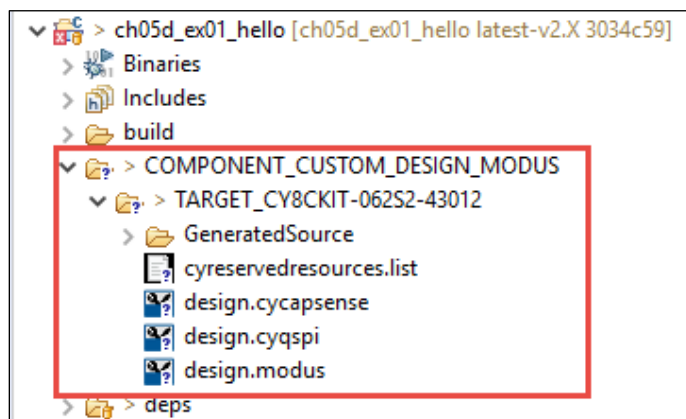 > ch05d_ex01_hello [ch05d_ex01_hello latest-v2.X 3034c59]
Binaries
Includes
build
> COMPONENT_CUSTOM_DESIGN_MODUS
> TARGET_CY8CKIT-062S2-43012
GeneratedSource
cyreservedresources.list
design.cycapsense
design.cyqspi
design.modus
> deps